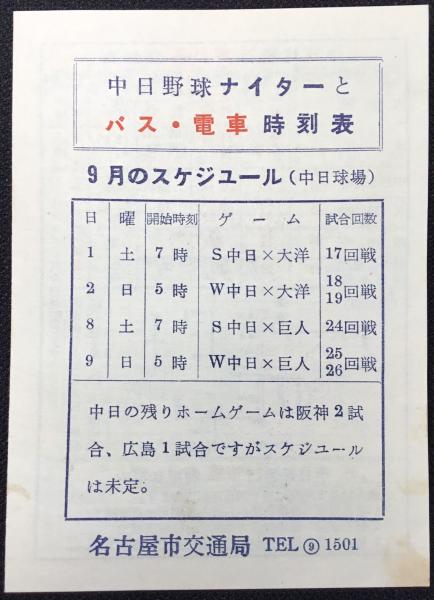 中日野球ナイターと
バス・電車時刻表
9月のスケジュール(中日球場)
日 曜 開始時刻 ゲーム 試合回数
1 土 7時 S中日×大洋 17回戦
2 日 5時 W中日×大洋 18 19回戦
8 土 7時 S中日×巨人 24回戦
9 日 5時 W中日×巨人 25 26回戦
中日の残りホームゲームは阪神2試
合、広島1試合ですがスケジュール
は未定。
名古屋市交通局 TEL ⑨ 1501